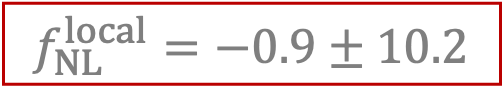 f_NL^local = −0.9 ± 10.2